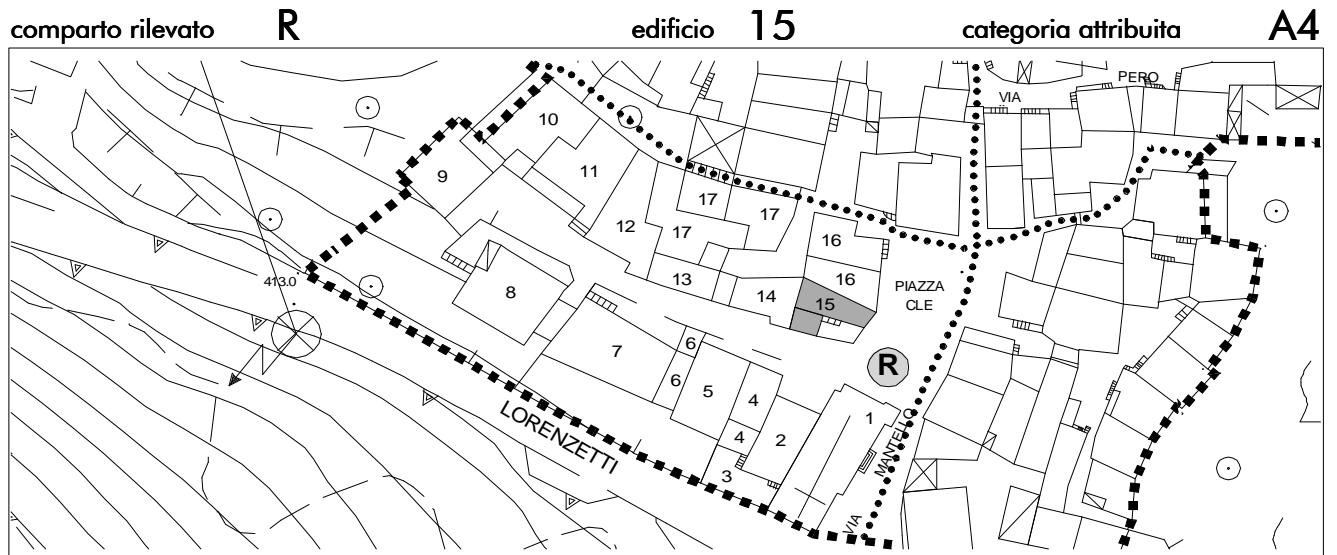 comparto rilevato R edificio 15 categoria attribuita A4
PERO
VIA
10
9
11
17
17
12
17
16
16
13
14
15
413.0
8
PIAZZA
CLE
7
6
6
5
4
R
1
2
4
3
LORENZETTI
VIA MANTELLO